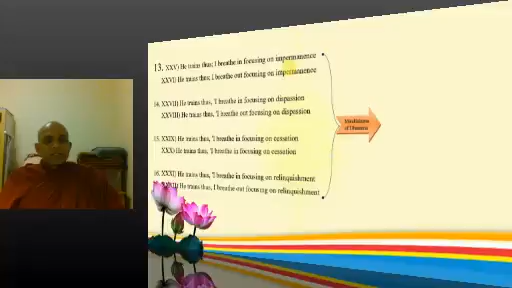 13. XXV) He trains thus; I breathe in focusing on impermanence
XXVI) He trains thus; I breathe out focusing on impermanence
14. XXVII) He trains thus, 'I breathe in focusing on dispassion
XXVIII) He trains thus, 'I breathe out focusing on dispassion
15. XXIX) He trains thus, 'I breathe in focusing on cessation
XXX) He trains thus, 'I breathe out focusing on cessation
16. XXXI) He trains thus, 'I breathe in focusing on relinquishment
He trains thus, 'I breathe out focusing on relinquishment
Mindfulness
of Dhamma